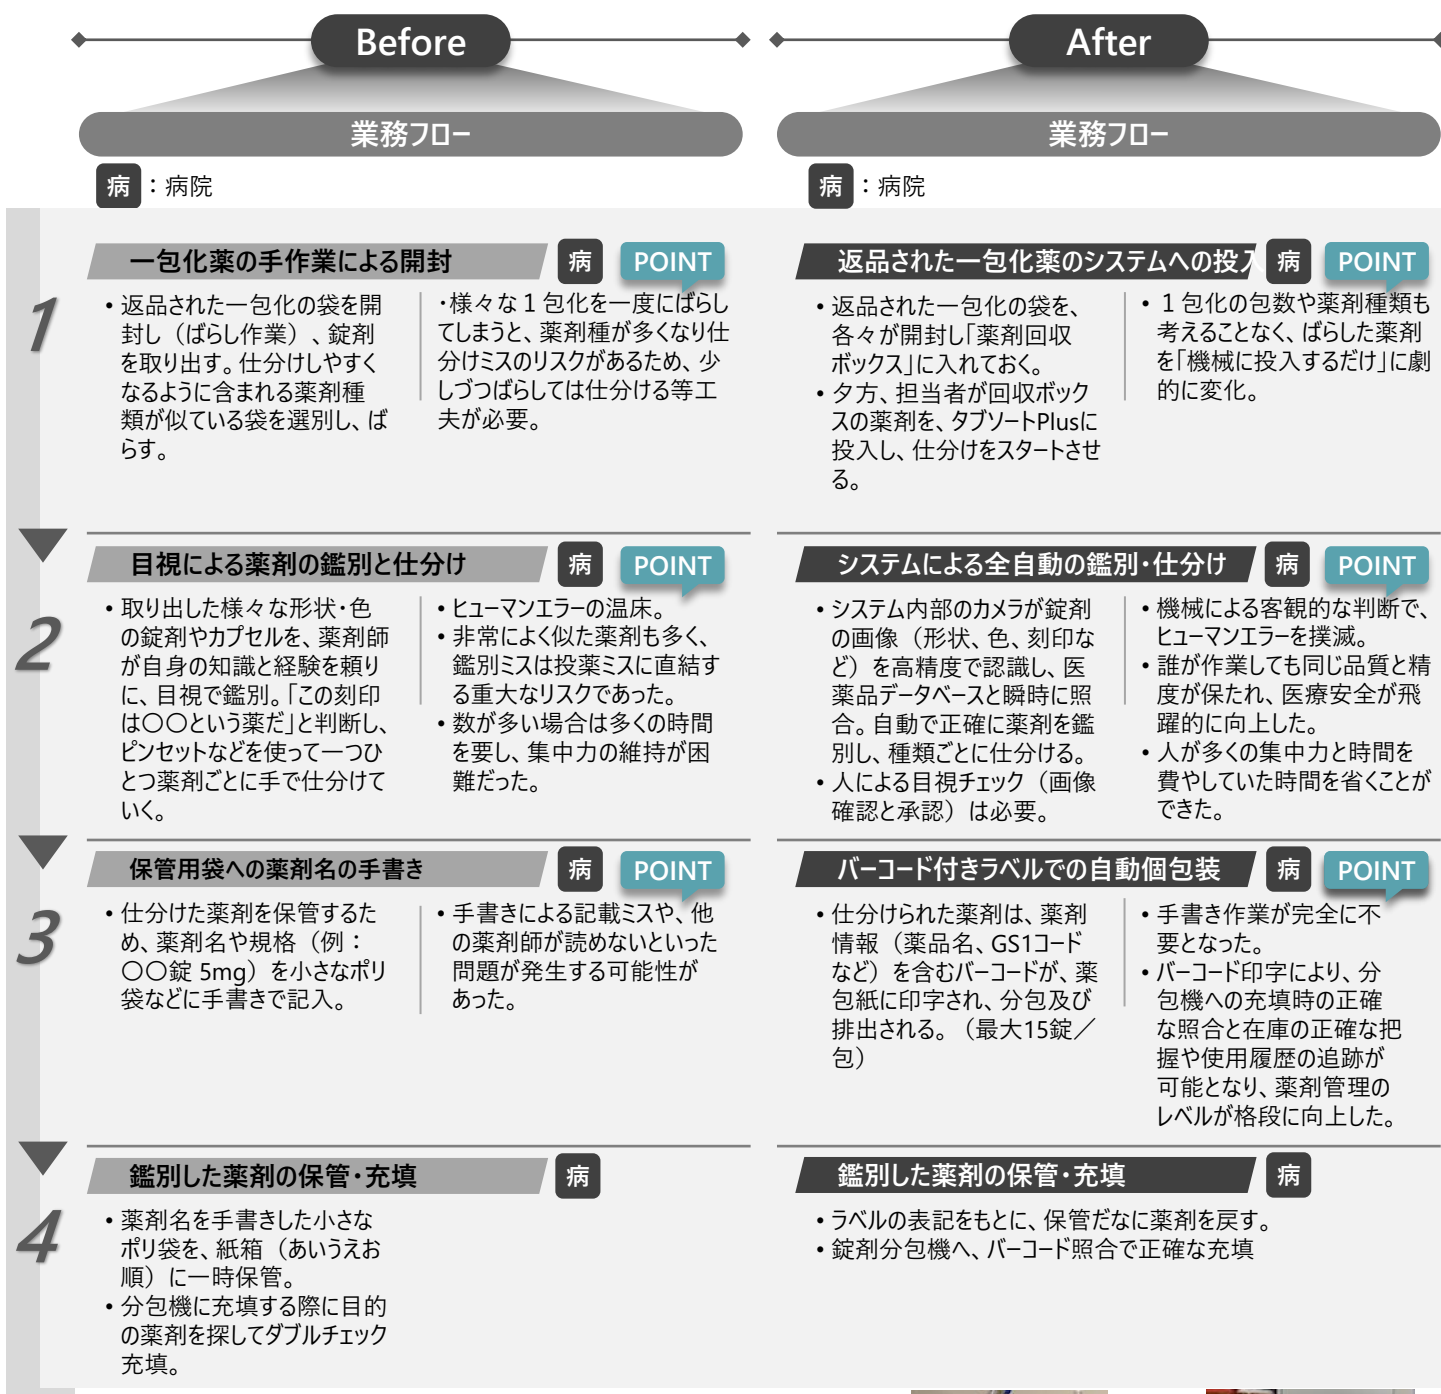 Before
業務フロー
病：病院
1
一包化薬の手作業による開封
病
POINT
• 返品された一包化の袋を開
封し（ばらし作業）、錠剤
を取り出す。仕分けしやすく
なるように含まれる薬剤種
類が似ている袋を選別し、ば
らす。
・様々な１包化を一度にばらし
てしまうと、薬剤種が多くなり仕
分けミスのリスクがあるため、少
しづつばらしては仕分ける等工
夫が必要。
2
目視による薬剤の鑑別と仕分け
病
POINT
• 取り出した様々な形状・色
の錠剤やカプセルを、薬剤師
が自身の知識と経験を頼り
に、目視で鑑別。「この刻印
は〇〇という薬だ」と判断し、
ピンセットなどを使って一つひ
とつ薬剤ごとに手で仕分けて
いく。
• ヒューマンエラーの温床。
• 非常によく似た薬剤も多く、
鑑別ミスは投薬ミスに直結す
る重大なリスクであった。
• 数が多い場合は多くの時間
を要し、集中力の維持が困
難だった。
3
保管用袋への薬剤名の手書き
病
POINT
• 仕分けた薬剤を保管するた
め、薬剤名や規格（例：
〇〇錠 5mg）を小さなポリ
袋などに手書きで記入。
• 手書きによる記載ミスや、他
の薬剤師が読めないといった
問題が発生する可能性が
あった。
4
鑑別した薬剤の保管・充填
病
• 薬剤名を手書きした小さな
ポリ袋を、紙箱（あいうえお
順）に一時保管。
• 分包機に充填する際に目的
の薬剤を探してダブルチェック
充填。
After
業務フロー
病：病院
返品された一包化薬のシステムへの投入
病
POINT
• 返品された一包化の袋を、
各々が開封し「薬剤回収
ボックス」に入れておく。
• 夕方、担当者が回収ボック
スの薬剤を、タブソートPlusに
投入し、仕分けをスタートさせ
る。
• １包化の包数や薬剤種類も
考えることなく、ばらした薬剤
を「機械に投入するだけ」に劇
的に変化。
システムによる全自動の鑑別・仕分け
病
POINT
• システム内部のカメラが錠剤
の画像（形状、色、刻印な
ど）を高精度で認識し、医
薬品データベースと瞬時に照
合。自動で正確に薬剤を鑑
別し、種類ごとに仕分ける。
• 人による目視チェック（画像
確認と承認）は必要。
• 機械による客観的な判断で、
ヒューマンエラーを撲滅。
• 誰が作業しても同じ品質と精
度が保たれ、医療安全が飛
躍的に向上した。
• 人が多くの集中力と時間を
費やしていた時間を省くことが
できた。
バーコード付きラベルでの自動個包装
病
POINT
• 仕分けられた薬剤は、薬剤
情報（薬品名、GS1コード
など）を含むバーコードが、薬
包紙に印字され、分包及び
排出される。（最大15錠／
包）
• 手書き作業が完全に不
要となった。
• バーコード印字により、分
包機への充填時の正確
な照合と在庫の正確な把
握や使用履歴の追跡が
可能となり、薬剤管理の
レベルが格段に向上した。
鑑別した薬剤の保管・充填
病
• ラベルの表記をもとに、保管だなに薬剤を戻す。
• 錠剤分包機へ、バーコード照合で正確な充填